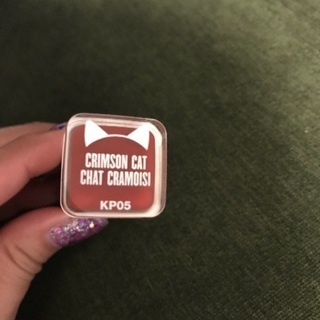 CRIMSON CAT
CHAT CRAMOISI
KP05